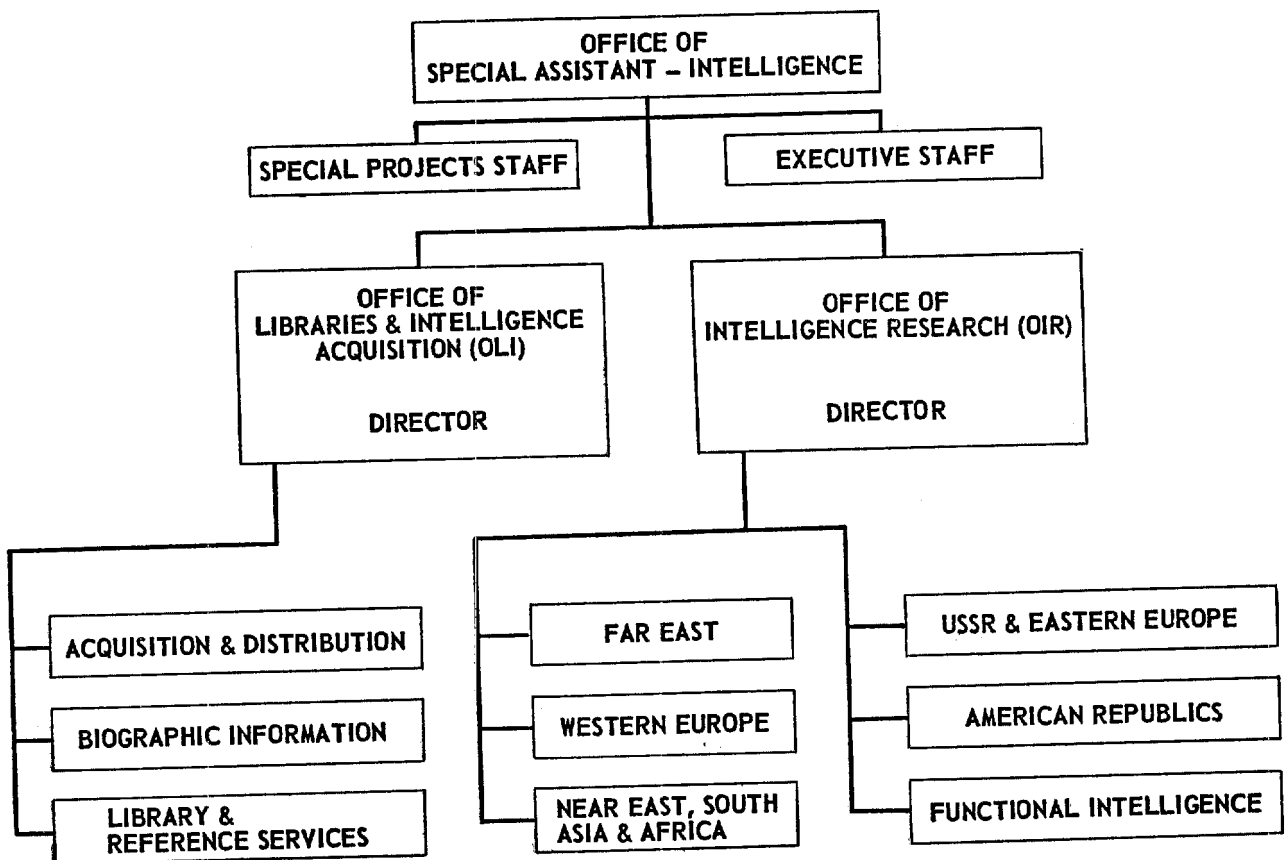 OFFICE OF
SPECIAL ASSISTANT – INTELLIGENCE
SPECIAL PROJECTS STAFF
EXECUTIVE STAFF
OFFICE OF
LIBRARIES & INTELLIGENCE
ACQUISITION (OLI)
DIRECTOR
OFFICE OF
INTELLIGENCE RESEARCH (OIR)
DIRECTOR
ACQUISITION & DISTRIBUTION
BIOGRAPHIC INFORMATION
LIBRARY &
REFERENCE SERVICES
FAR EAST
WESTERN EUROPE
NEAR EAST, SOUTH
ASIA & AFRICA
USSR & EASTERN EUROPE
AMERICAN REPUBLICS
FUNCTIONAL INTELLIGENCE